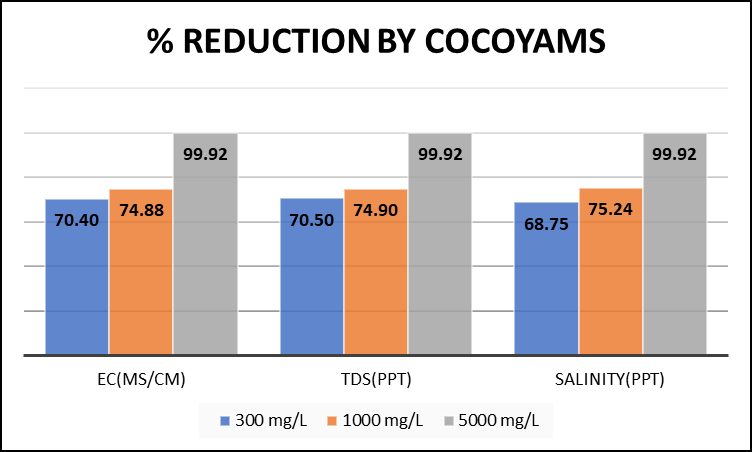 % REDUCTION BY COCOYAMS
70.40 74.88 99.92 70.50 74.90 99.92 68.75 75.24 99.92
EC(MS/CM) TDS(PPT) SALINITY(PPT)
300 mg/L 1000 mg/L 5000 mg/L